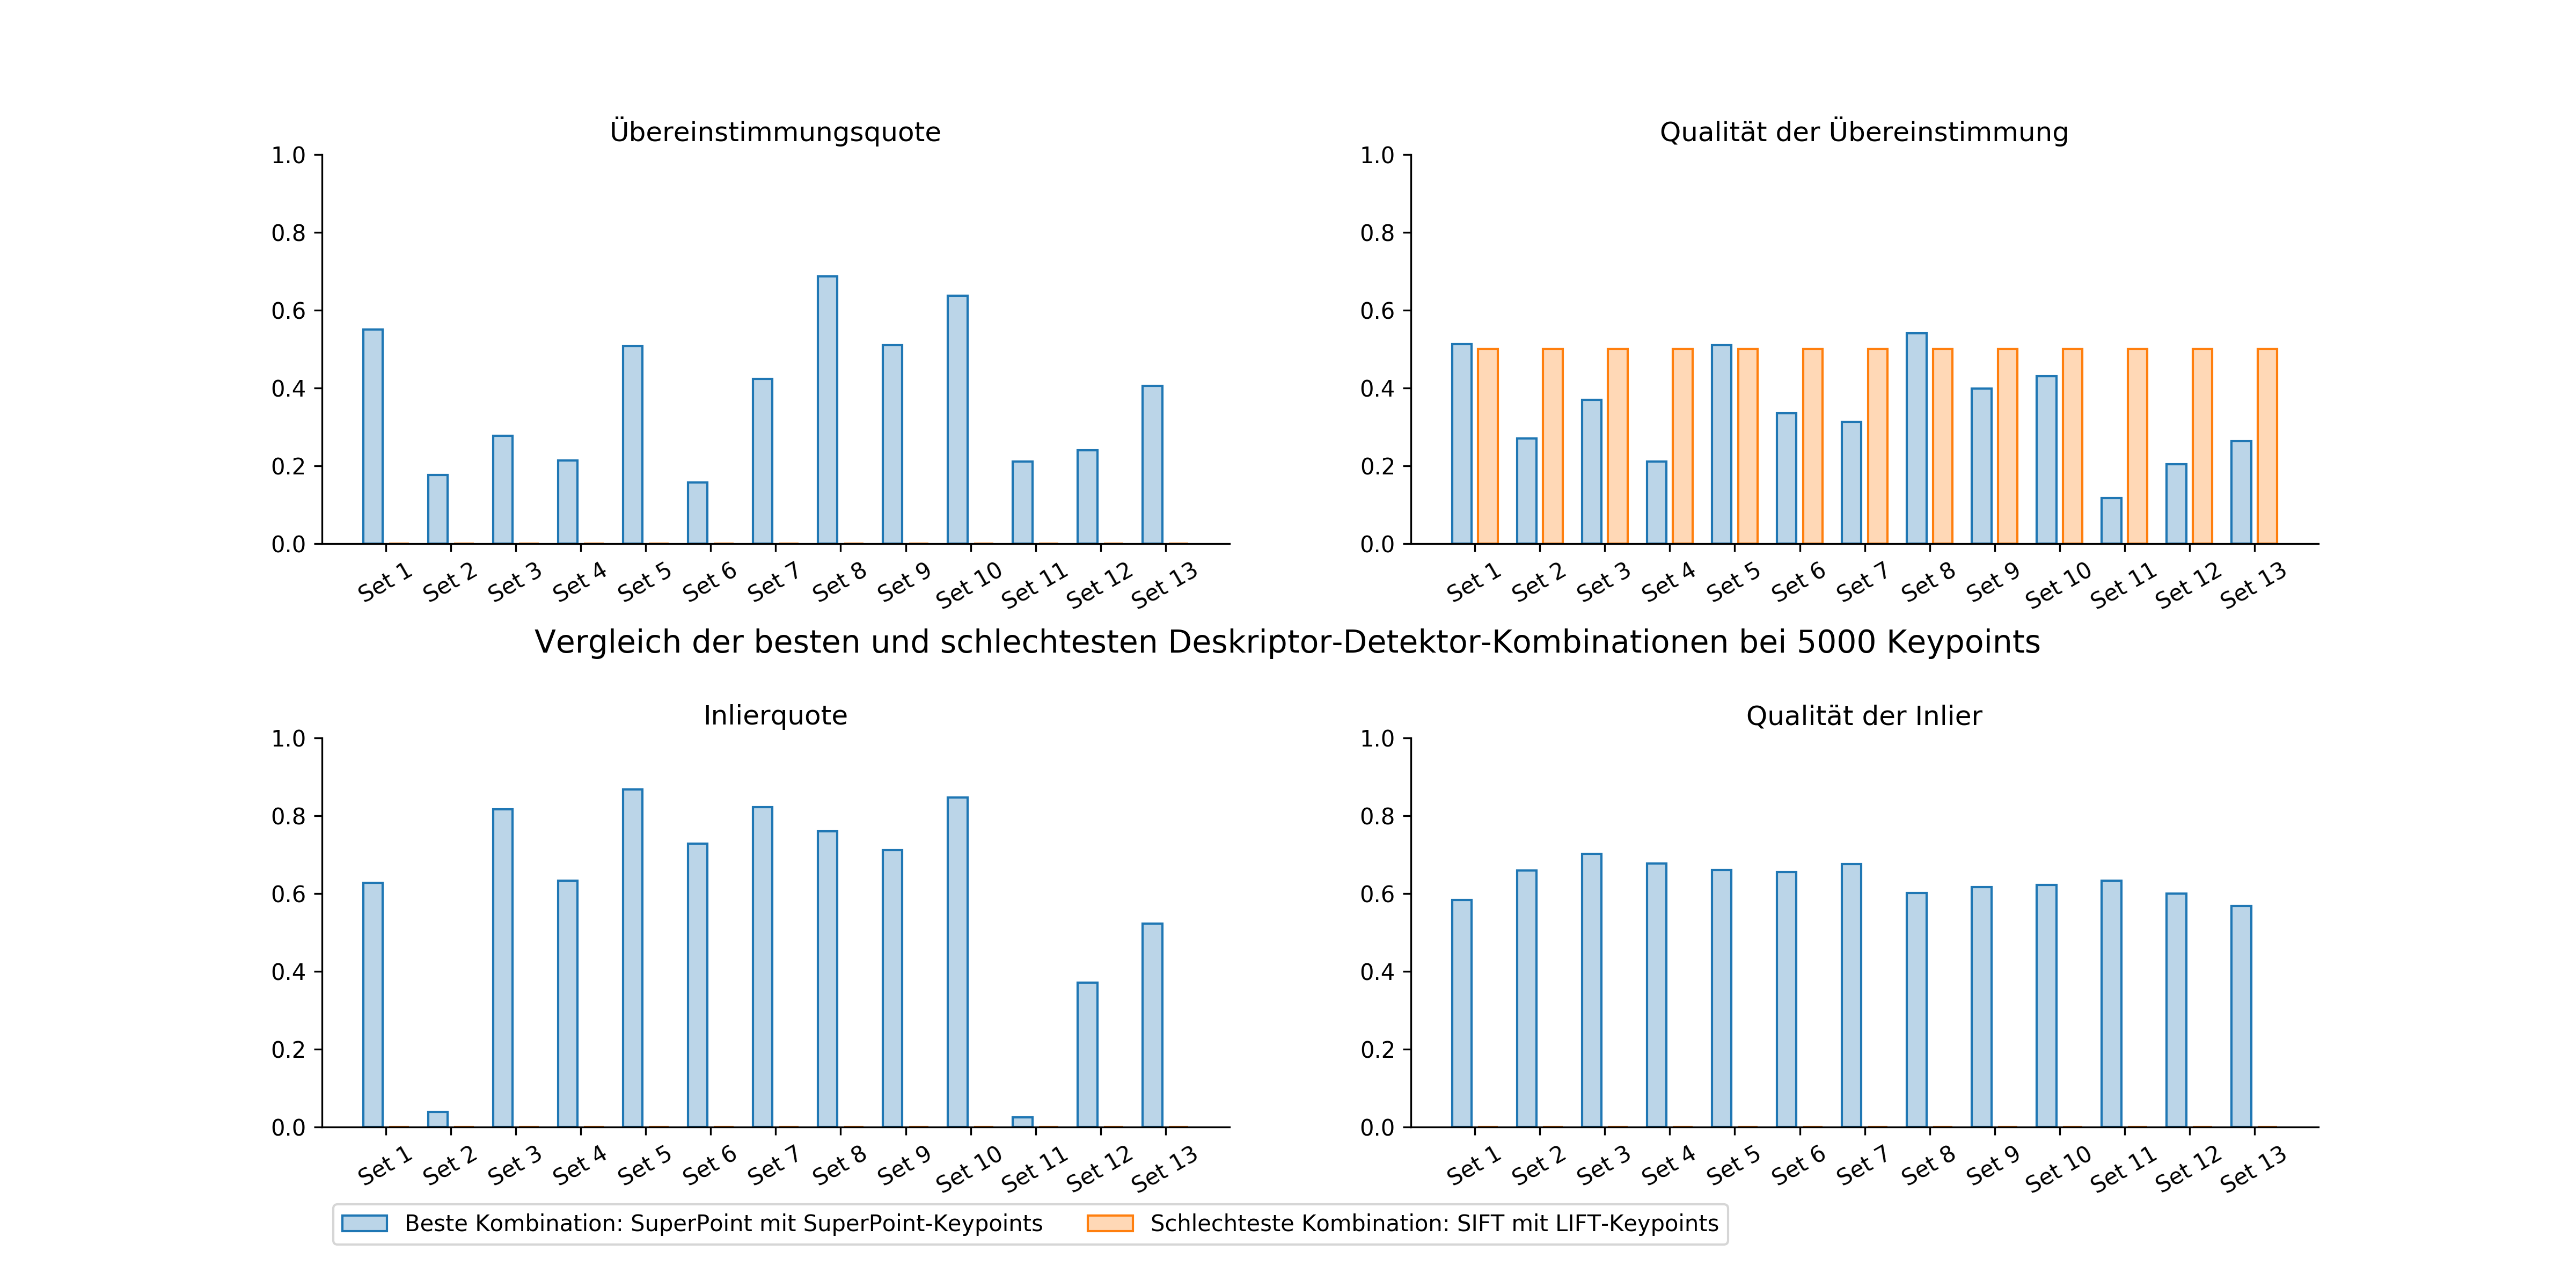 Übereinstimmungsquote
1.0
0.8
0.6
0.4
0.2
0.0
Set 1 Set 2 Set 3 Set 4 Set 5 Set 6 Set 7 Set 8 Set 9 Set 10 Set 11 Set 12 Set 13
Qualität der Übereinstimmung
1.0
0.8
0.6
0.4
0.2
0.0
Set 1 Set 2 Set 3 Set 4 Set 5 Set 6 Set 7 Set 8 Set 9 Set 10 Set 11 Set 12 Set 13
Vergleich der besten und schlechtesten Deskriptor-Detektor-Kombinationen bei 5000 Keypoints
Inlierquote
1.0
0.8
0.6
0.4
0.2
0.0
Set 1 Set 2 Set 3 Set 4 Set 5 Set 6 Set 7 Set 8 Set 9 Set 10 Set 11 Set 12 Set 13
Qualität der Inlier
1.0
0.8
0.6
0.4
0.2
0.0
Set 1 Set 2 Set 3 Set 4 Set 5 Set 6 Set 7 Set 8 Set 9 Set 10 Set 11 Set 12 Set 13
Beste Kombination: SuperPoint mit SuperPoint-Keypoints
Schlechteste Kombination: SIFT mit LIFT-Keypoints